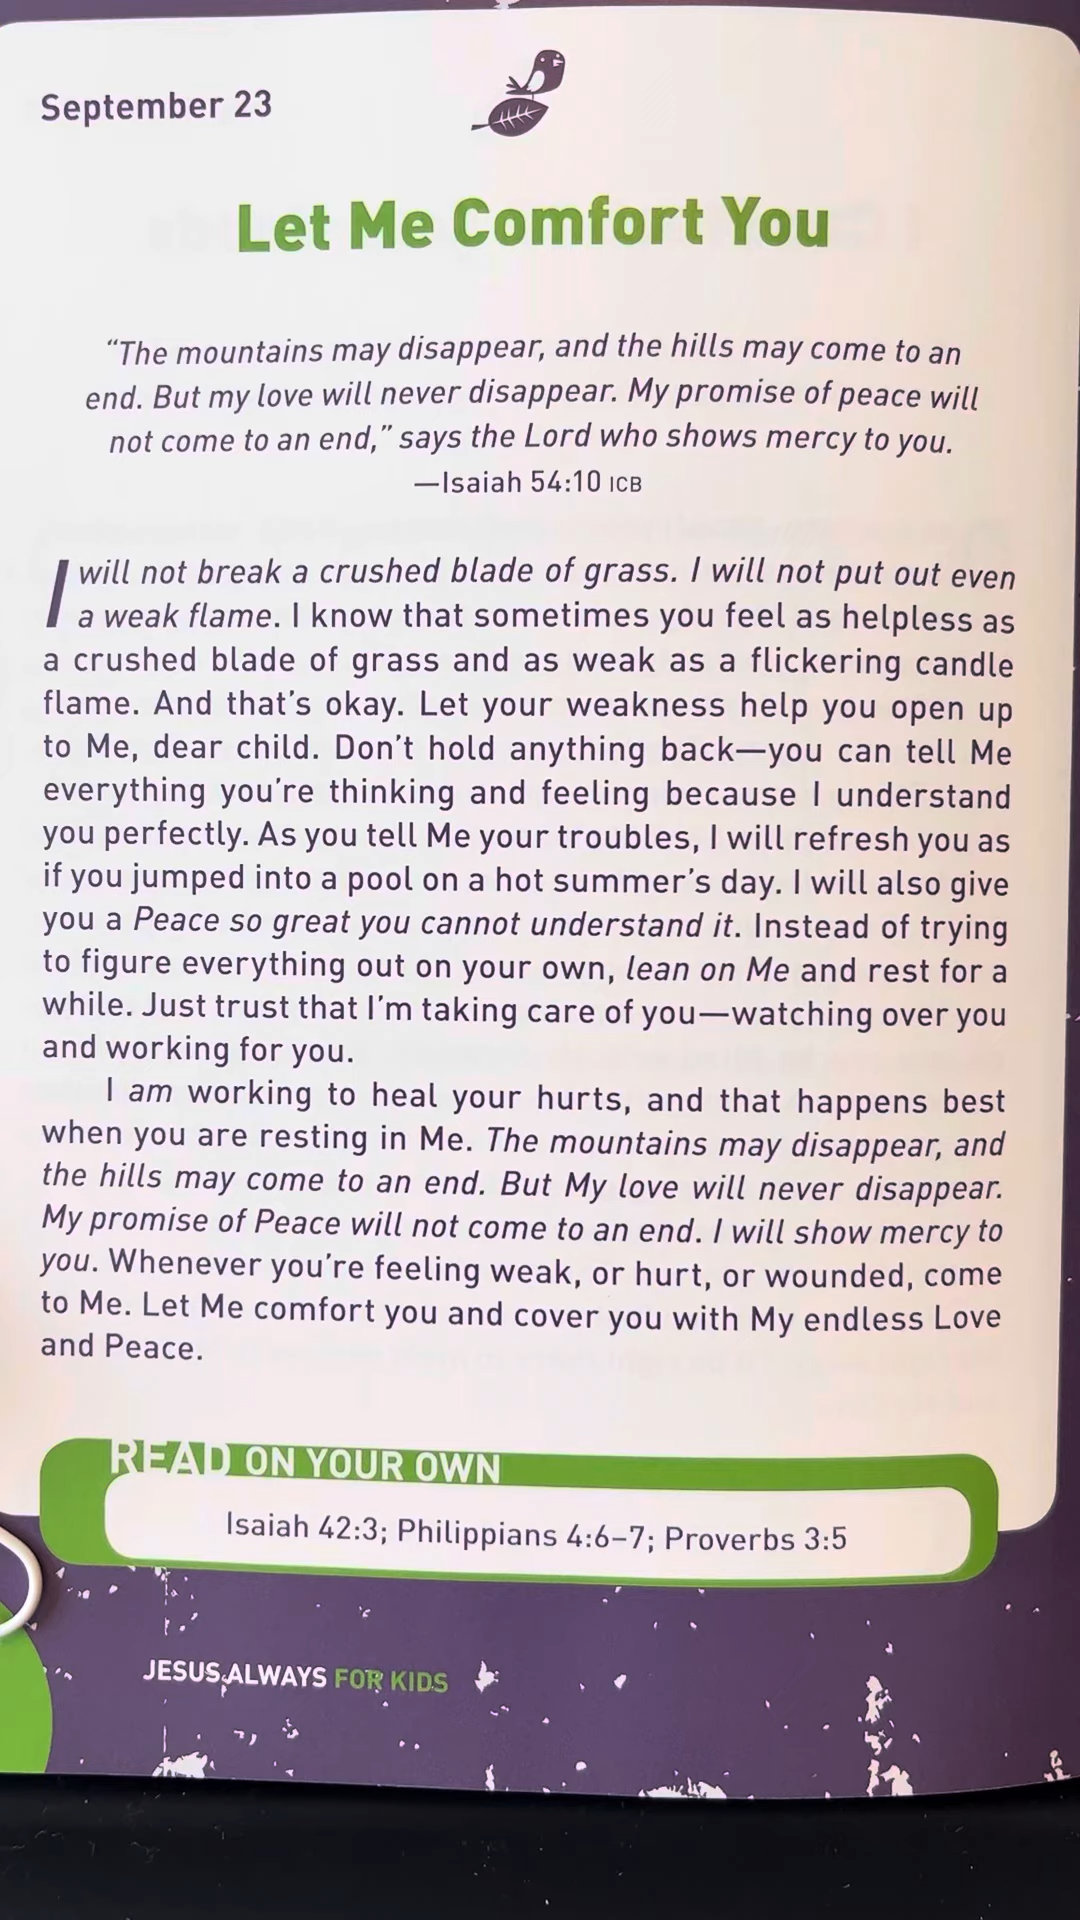 September 23
Let Me Comfort You
“The mountains may disappear, and the hills may come to an
end. But my love will never disappear. My promise of peace will
not come to an end,” says the Lord who shows mercy to you.
—Isaiah 54:10 ICB
I will not break a crushed blade of grass. I will not put out even
a weak flame. I know that sometimes you feel as helpless as
a crushed blade of grass and as weak as a flickering candle
flame. And that’s okay. Let your weakness help you open up
to Me, dear child. Don’t hold anything back—you can tell Me
everything you’re thinking and feeling because I understand
you perfectly. As you tell Me your troubles, I will refresh you as
if you jumped into a pool on a hot summer’s day. I will also give
you a Peace so great you cannot understand it. Instead of trying
to figure everything out on your own, lean on Me and rest for a
while. Just trust that I’m taking care of you—watching over you
and working for you.
I am working to heal your hurts, and that happens best
when you are resting in Me. The mountains may disappear, and
the hills may come to an end. But My love will never disappear.
My promise of Peace will not come to an end. I will show mercy to
you. Whenever you’re feeling weak, or hurt, or wounded, come
to Me. Let Me comfort you and cover you with My endless Love
and Peace.
READ ON YOUR OWN
Isaiah 42:3; Philippians 4:6–7; Proverbs 3:5
JESUS ALWAYS FOR KIDS